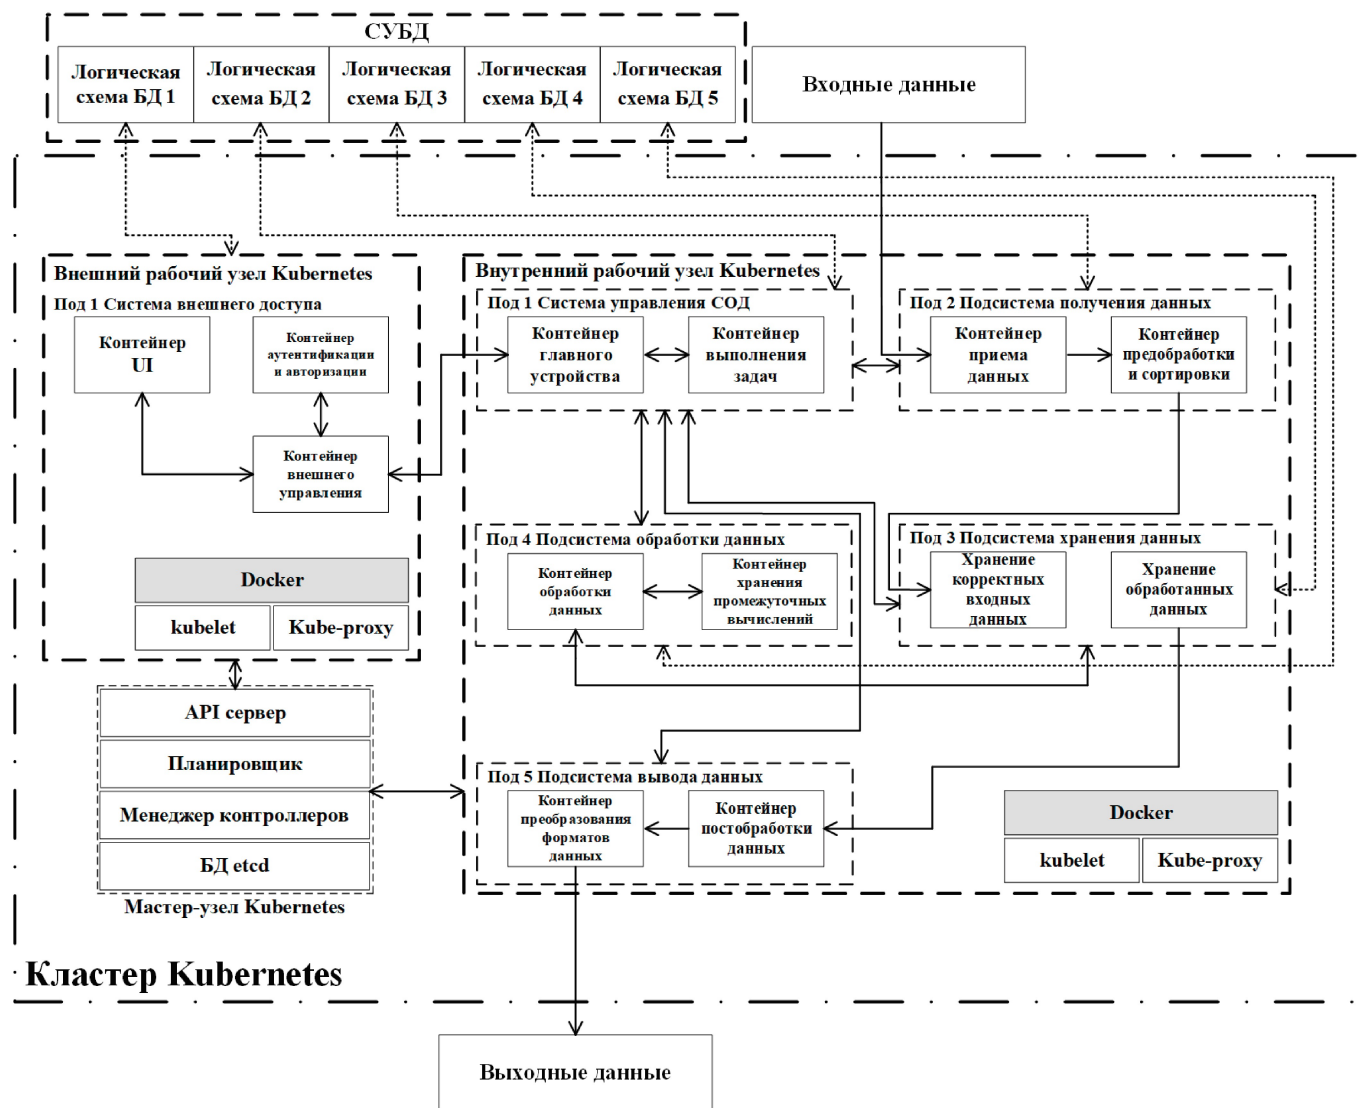 СУБД
Логическая
схема БД 1
Логическая
схема БД 2
Логическая
схема БД 3
Логическая
схема БД 4
Логическая
схема БД 5
Входные данные
Внешний рабочий узел Kubernetes
Под 1 Система внешнего доступа
Контейнер
UI
Контейнер
аутентификации
и авторизации
Контейнер
внешнего
управления
Docker
kubelet
Kube-proxy
Внутренний рабочий узел Kubernetes
Под 1 Система управления СОД
Контейнер
главного
устройства
Контейнер
выполнения
задач
Под 2 Подсистема получения данных
Контейнер
приема
данных
Контейнер
предобработки
и сортировки
Под 4 Подсистема обработки данных
Контейнер
обработки
данных
Контейнер
хранения
промежуточных
вычислений
Под 3 Подсистема хранения данных
Хранение
корректных
входных
данных
Хранение
обработанных
данных
API сервер
Планировщик
Менеджер контроллеров
БД etcd
Мастер-узел Kubernetes
Под 5 Подсистема вывода данных
Контейнер
преобразования
форматов
данных
Контейнер
постобработки
данных
Docker
kubelet
Kube-proxy
Кластер Kubernetes
Выходные данные